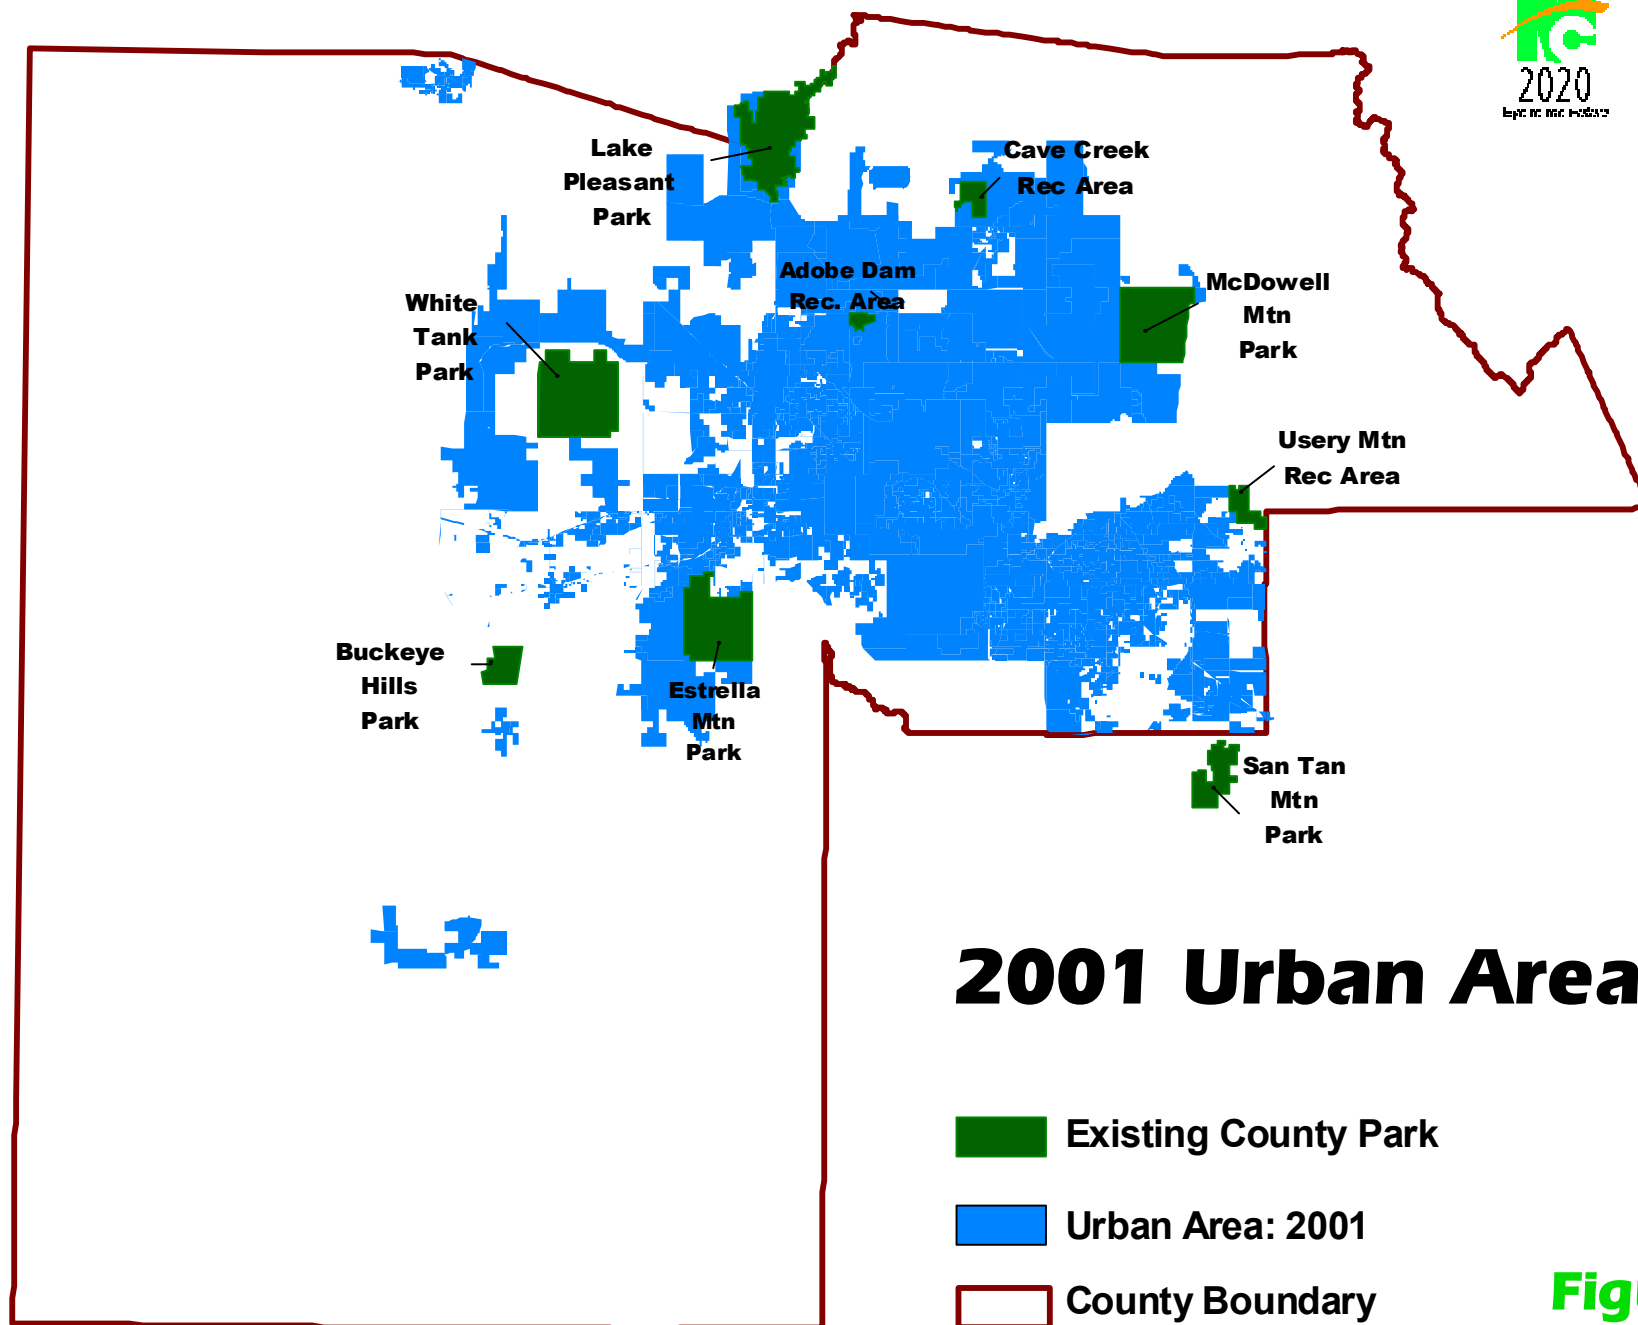 2020
Lake
Pleasant
Park
Cave Creek
Rec Area
Adobe Dam
Rec. Area
McDowell
Mtn
Park
White
Tank
Park
Usery Mtn
Rec Area
Buckeye
Hills
Park
Estrella
Mtn
Park
San Tan
Mtn
Park
2001 Urban Area
Existing County Park
Urban Area: 2001
County Boundary